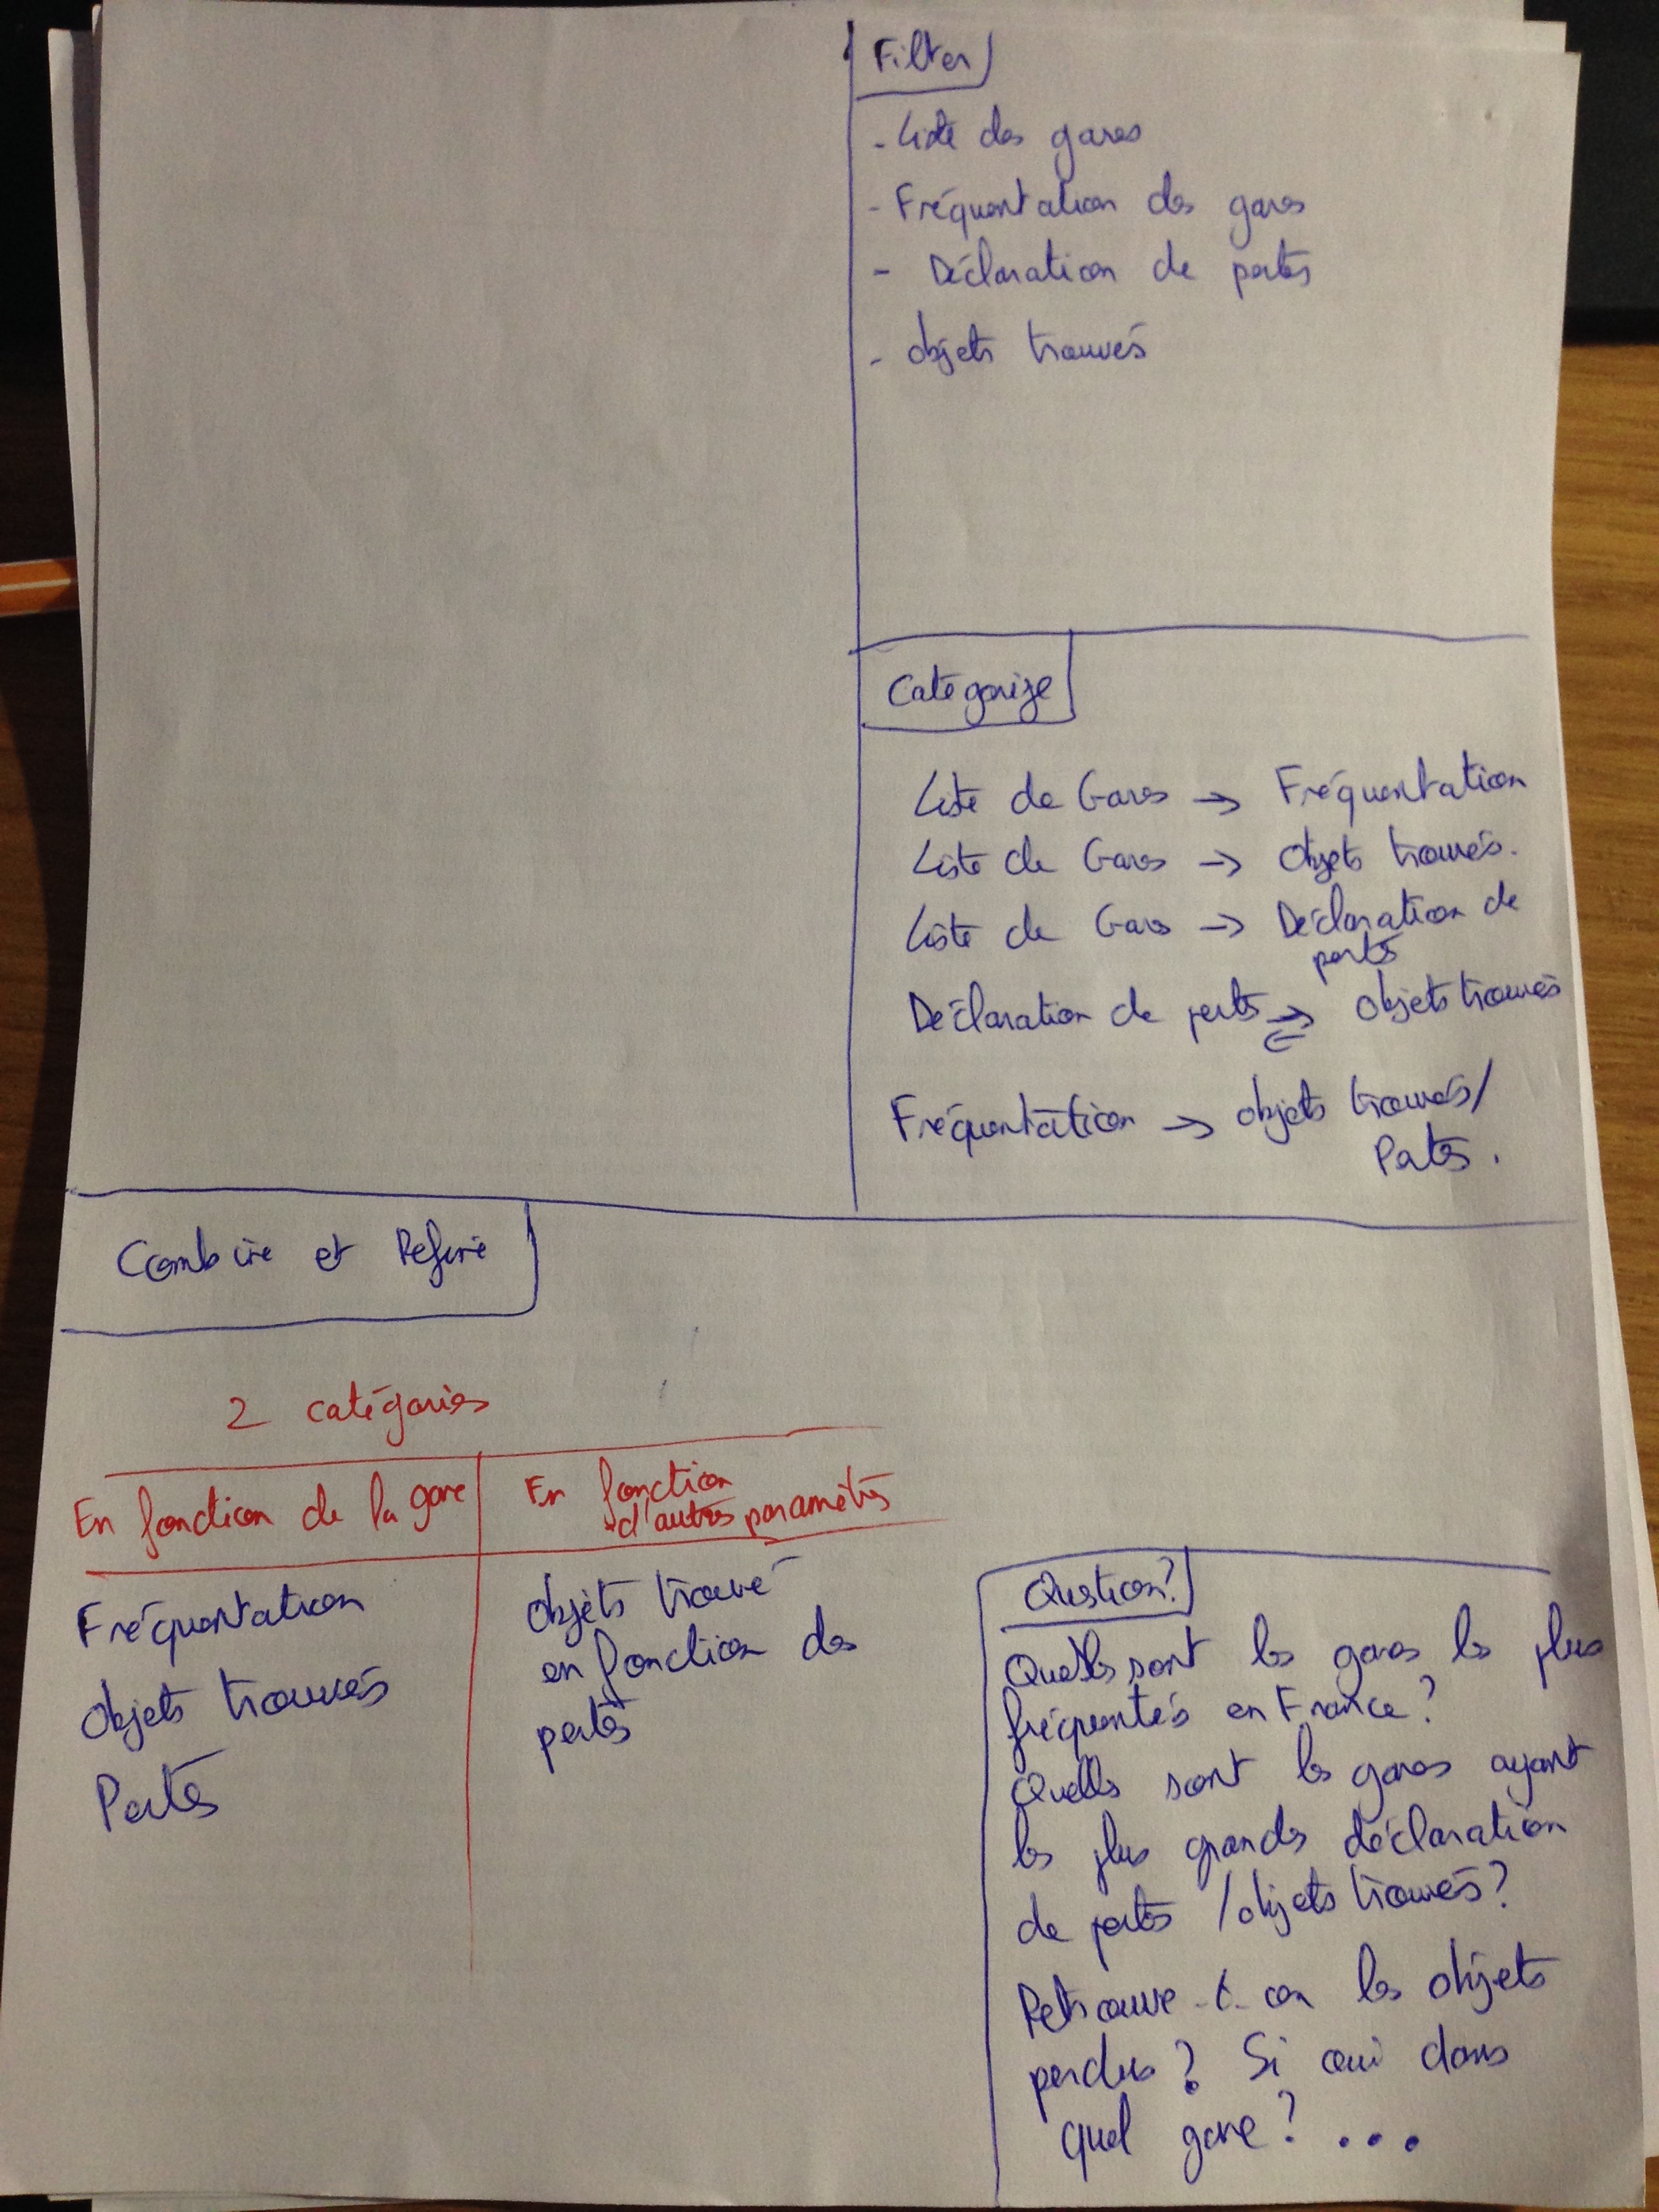 Filter
- Liste des gares
- Fréquentation des gares
- Déclaration de pertes
- objets trouvés
Catégorize
Liste de Gares → Fréquentation
Liste de Gares → Objets trouvés.
Liste de Gares → Déclaration de
pertes
Déclaration de pertes ⇄ objets trouvés
Fréquentation → objets trouvés/
Pertes.
Combine et Refine
2 catégories
En fonction de la gare
En fonction
d'autres paramètres
Fréquentation
objets trouvés
Pertes
objets trouvé
en fonction des
pertes
Question?
Quelles sont les gares les plus
fréquentés en France?
Quelles sont les gares ayant
les plus grands déclaration
de pertes / objets trouvés?
Retrouve-t-on les objets
perdus? Si oui dans
quel gare? ...